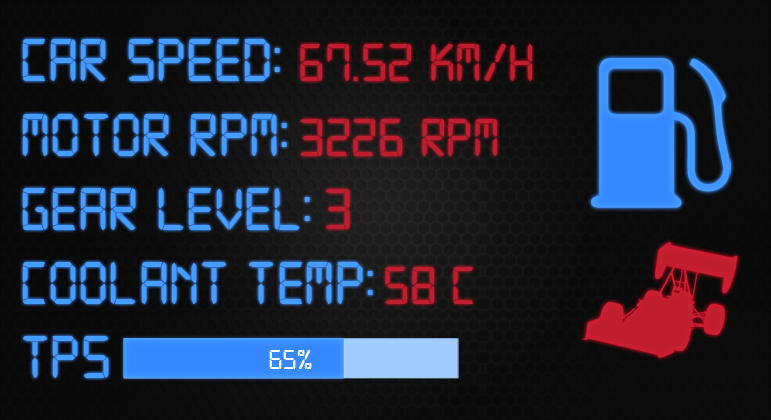 CAR SPEED: 67.52 KM/H
MOTOR RPM: 3226 RPM
GEAR LEVEL: 3
COOLANT TEMP: 58 C
TPS 65%